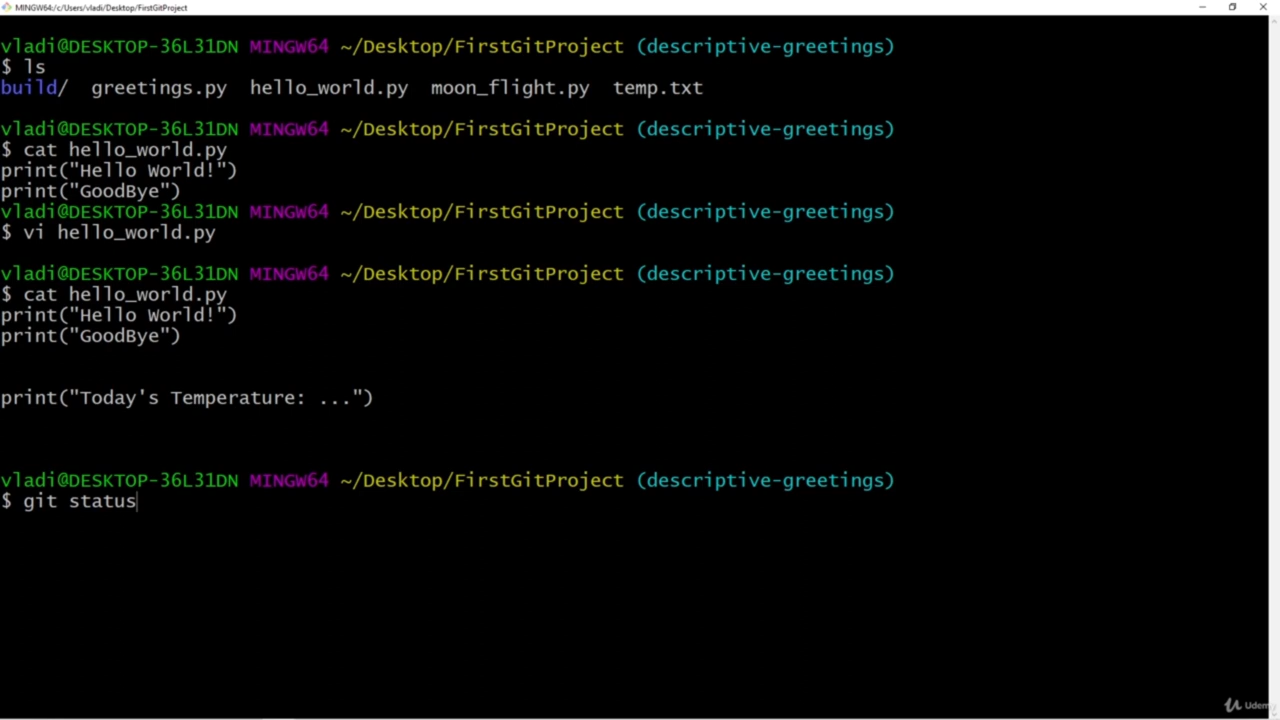 MINGW64:/c/Users/vladi/Desktop/FirstGitProject
vladi@DESKTOP-36L31DN MINGW64 ~/Desktop/FirstGitProject (descriptive-greetings)
$ ls
build/  greetings.py  hello_world.py  moon_flight.py  temp.txt
vladi@DESKTOP-36L31DN MINGW64 ~/Desktop/FirstGitProject (descriptive-greetings)
$ cat hello_world.py
print("Hello World!")
print("GoodBye")
vladi@DESKTOP-36L31DN MINGW64 ~/Desktop/FirstGitProject (descriptive-greetings)
$ vi hello_world.py
vladi@DESKTOP-36L31DN MINGW64 ~/Desktop/FirstGitProject (descriptive-greetings)
$ cat hello_world.py
print("Hello World!")
print("GoodBye")
print("Today's Temperature: ...")
vladi@DESKTOP-36L31DN MINGW64 ~/Desktop/FirstGitProject (descriptive-greetings)
$ git status
Udemy